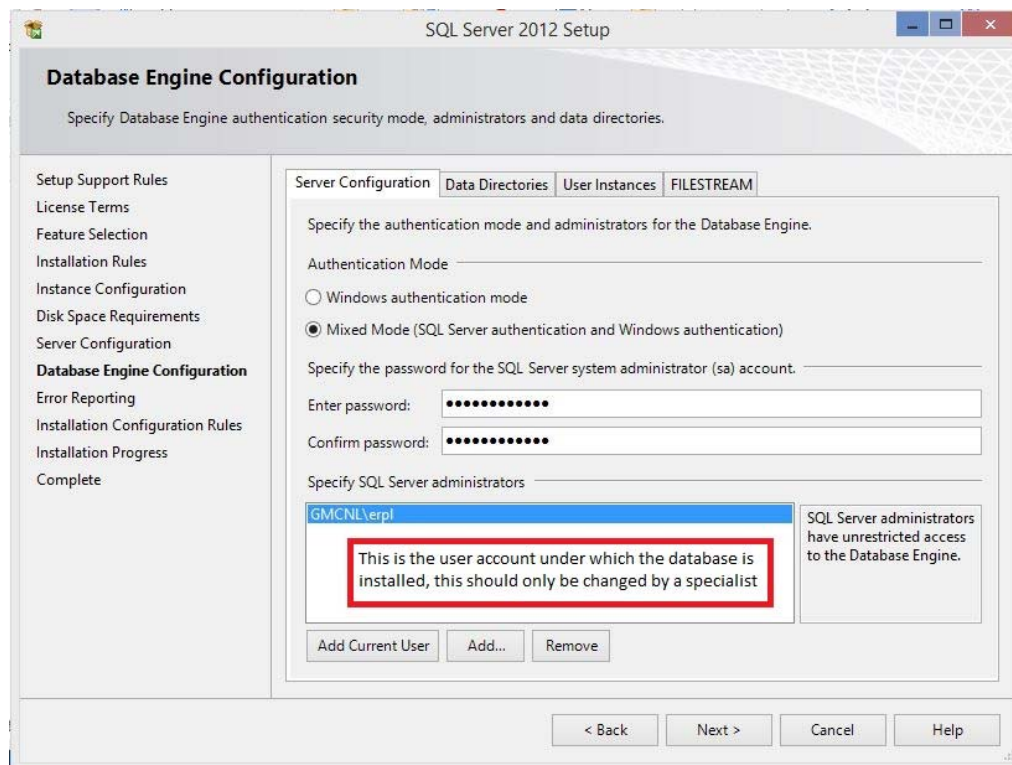 SQL Server 2012 Setup
Database Engine Configuration
Specify Database Engine authentication security mode, administrators and data directories.
Setup Support Rules
License Terms
Feature Selection
Installation Rules
Instance Configuration
Disk Space Requirements
Server Configuration
Database Engine Configuration
Error Reporting
Installation Configuration Rules
Installation Progress
Complete
Server Configuration Data Directories User Instances FILESTREAM
Specify the authentication mode and administrators for the Database Engine.
Authentication Mode
Windows authentication mode
Mixed Mode (SQL Server authentication and Windows authentication)
Specify the password for the SQL Server system administrator (sa) account.
Enter password: ●●●●●●●●●●●●
Confirm password: ●●●●●●●●●●●●
Specify SQL Server administrators
GMCNL\erpl
This is the user account under which the database is
installed, this should only be changed by a specialist
SQL Server administrators
have unrestricted access
to the Database Engine.
Add Current User Add... Remove
< Back Next > Cancel Help